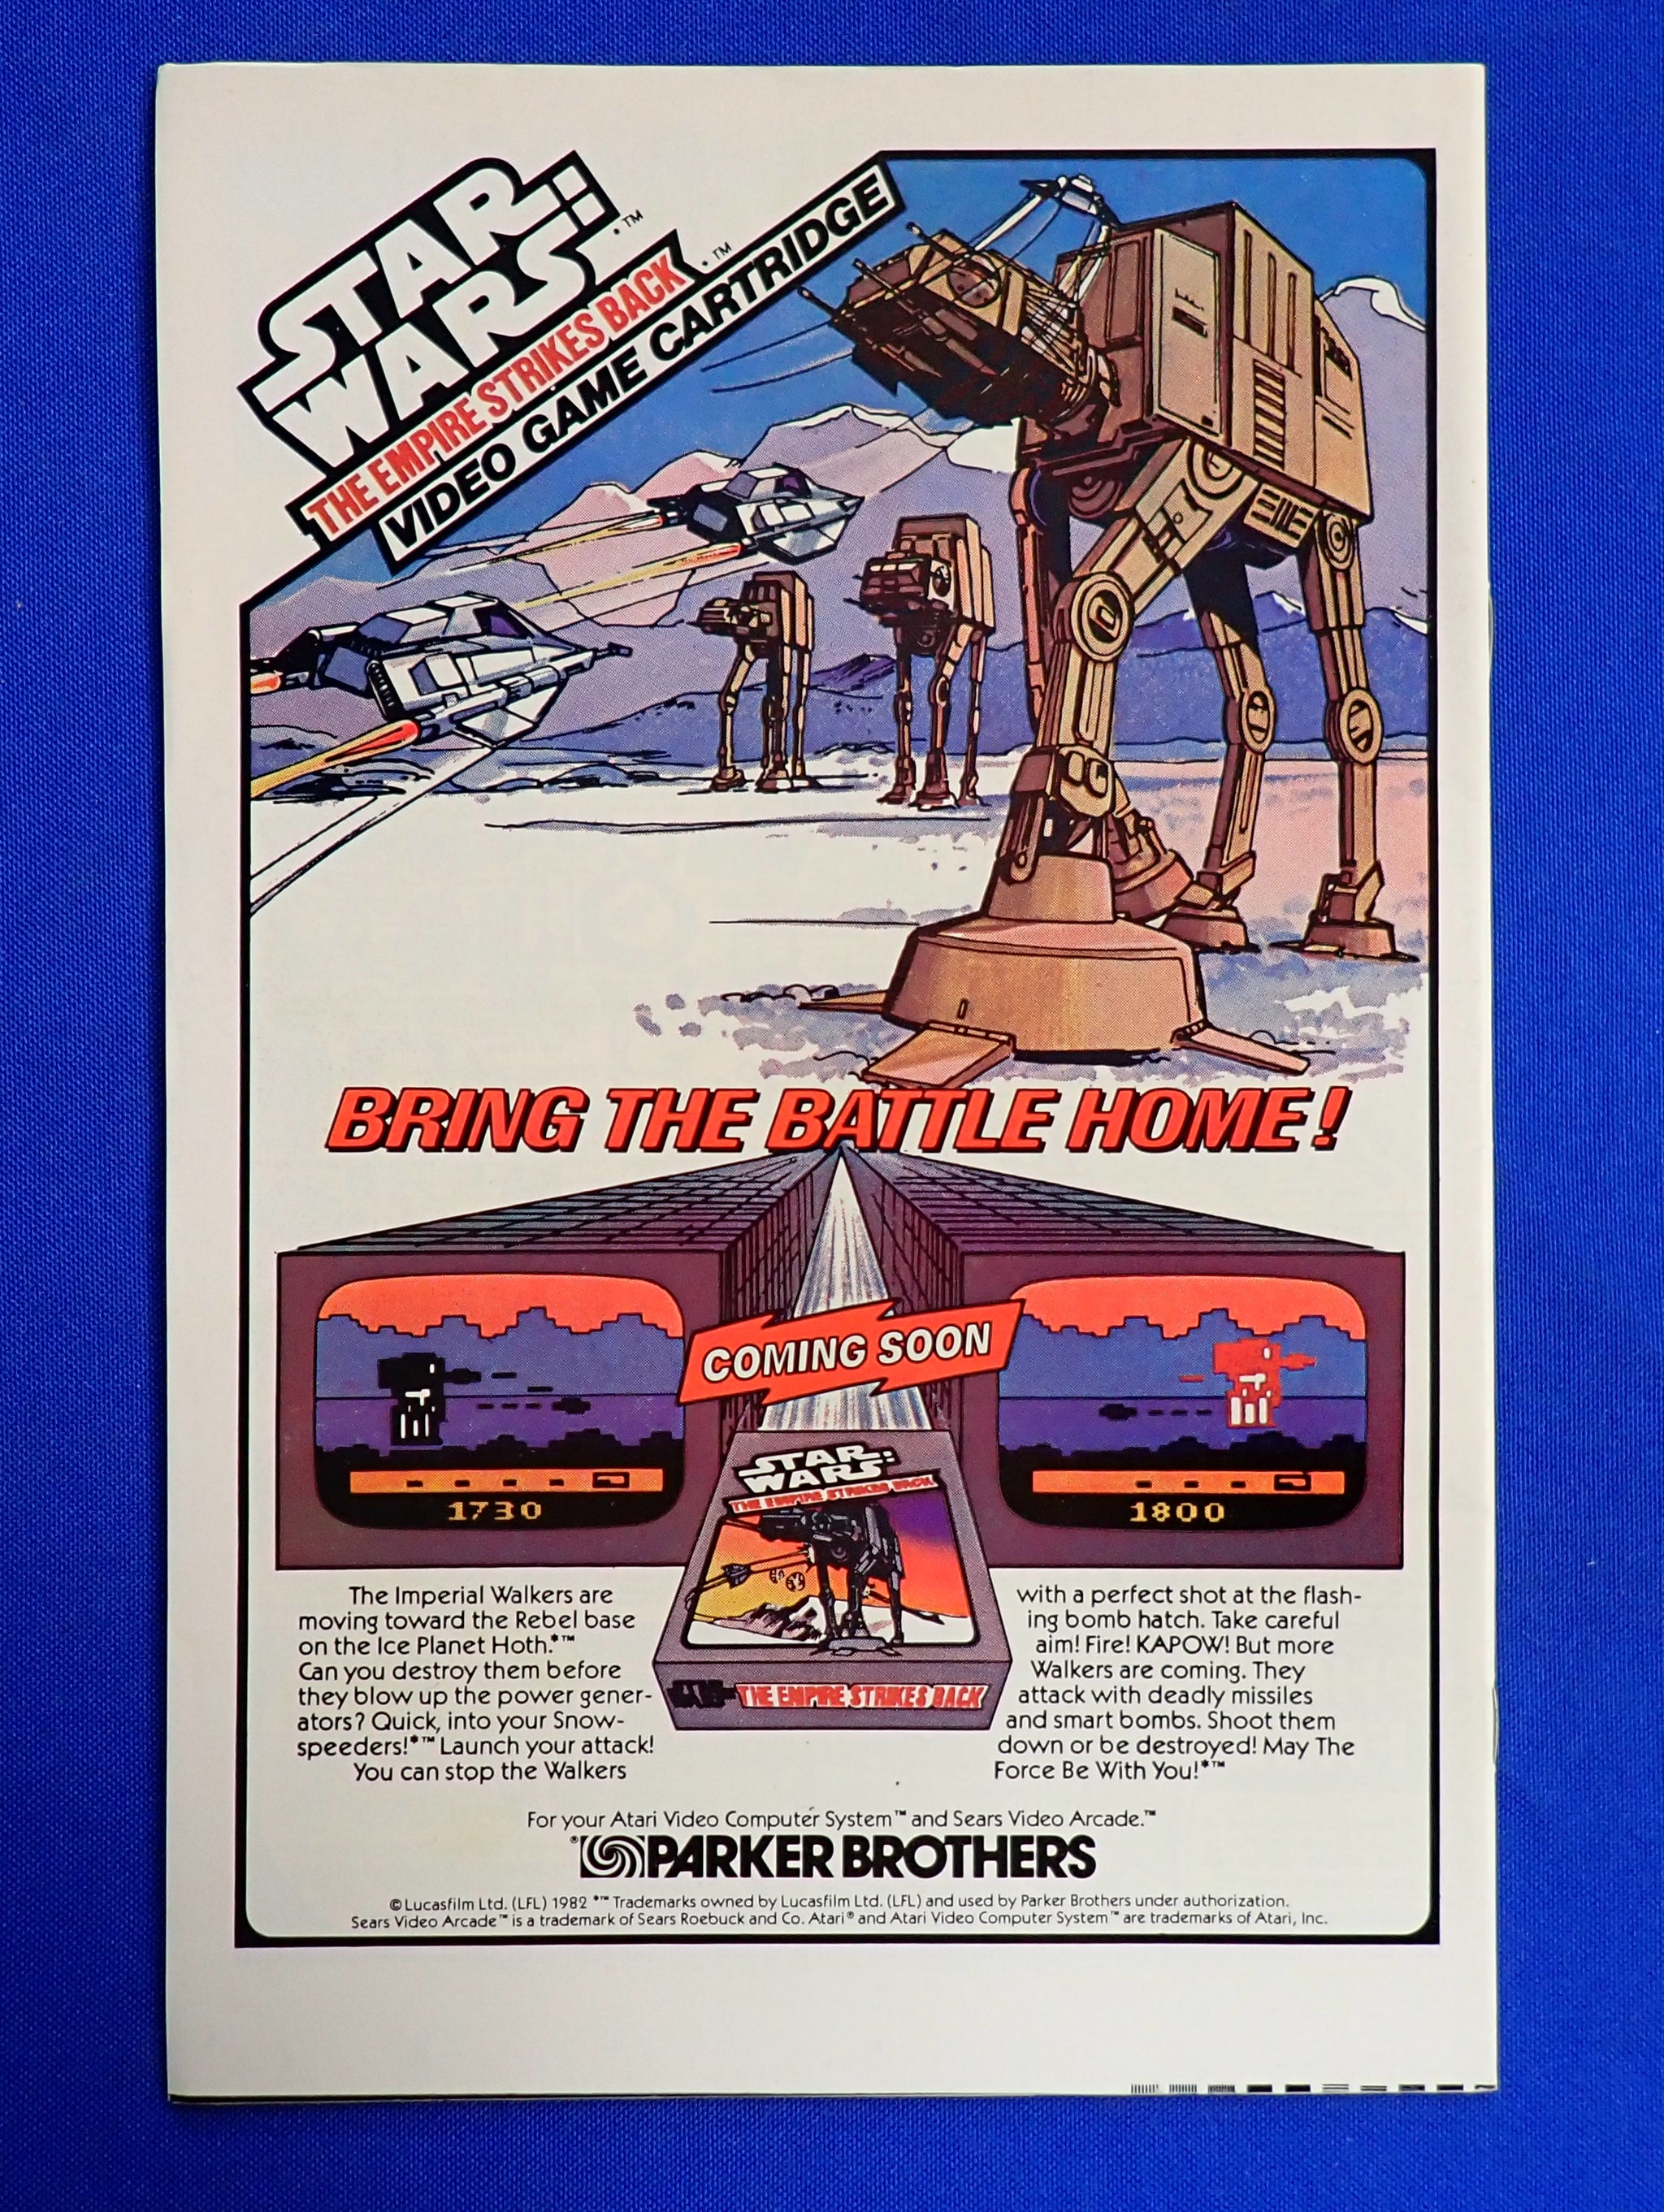 STAR
WARS
THE EMPIRE STRIKES BACK
VIDEO GAME CARTRIDGE
BRING THE BATTLE HOME!
COMING SOON
1730
1800
STAR
WARS
THE EMPIRE STRIKES BACK
STAR WARS THE EMPIRE STRIKES BACK
The Imperial Walkers are
moving toward the Rebel base
on the Ice Planet Hoth.*™
Can you destroy them before
they blow up the power gener-
ators? Quick, into your Snow-
speeders!*™ Launch your attack!
You can stop the Walkers
with a perfect shot at the flash-
ing bomb hatch. Take careful
aim! Fire! KAPOW! But more
Walkers are coming. They
attack with deadly missiles
and smart bombs. Shoot them
down or be destroyed! May The
Force Be With You!*™
For your Atari Video Computer System™ and Sears Video Arcade.™
® PARKER BROTHERS
© Lucasfilm Ltd. (LFL) 1982 *™ Trademarks owned by Lucasfilm Ltd. (LFL) and used by Parker Brothers under authorization.
Sears Video Arcade™ is a trademark of Sears Roebuck and Co. Atari® and Atari Video Computer System™ are trademarks of Atari, Inc.